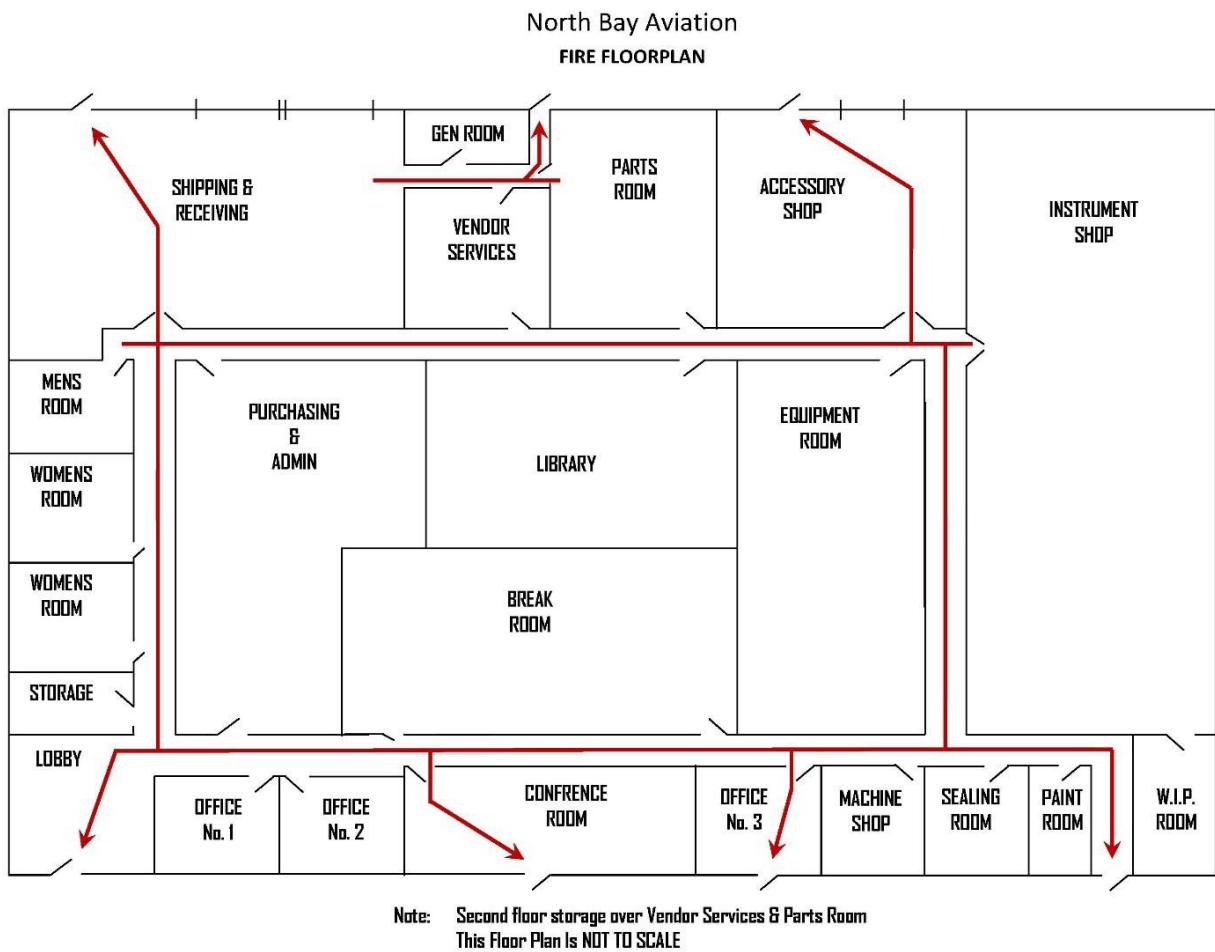 North Bay Aviation
FIRE FLOORPLAN
GEN ROOM
SHIPPING &
RECEIVING
VENDOR
SERVICES
PARTS
ROOM
ACCESSORY
SHOP
INSTRUMENT
SHOP
MENS
ROOM
PURCHASING
&
ADMIN
LIBRARY
EQUIPMENT
ROOM
WOMENS
ROOM
WOMENS
ROOM
BREAK
ROOM
STORAGE
LOBBY
OFFICE
No. 1
OFFICE
No. 2
CONFRENCE
ROOM
OFFICE
No. 3
MACHINE
SHOP
SEALING
ROOM
PAINT
ROOM
W.I.P.
ROOM
Note: Second floor storage over Vendor Services & Parts Room
This Floor Plan Is NOT TO SCALE